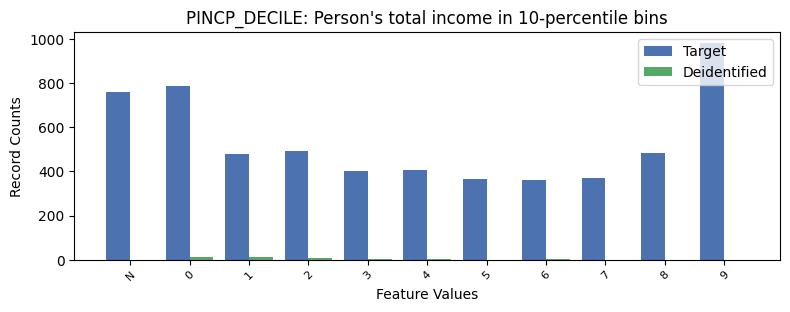 PINCP_DECILE: Person's total income in 10-percentile bins
1000
800
600
400
200
0
Record Counts
Target
Deidentified
N 0 1 2 3 4 5 6 7 8 9
Feature Values